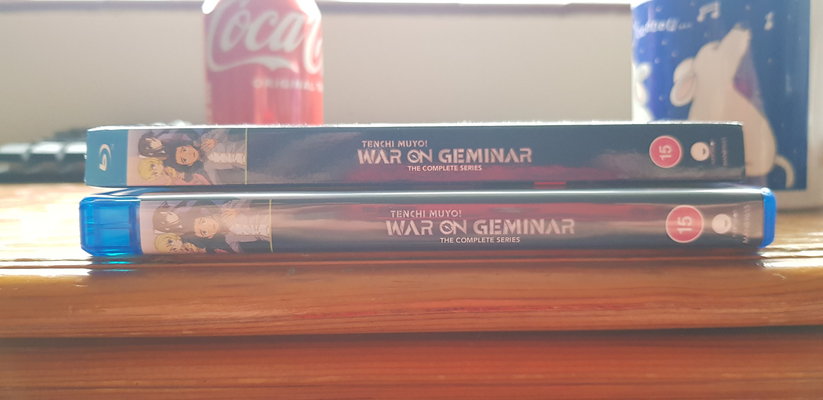 Coca
ORIGINAL
TENCHI MUYO!
WAR ON GEMINAR
THE COMPLETE SERIES
15
TENCHI MUYO!
WAR ON GEMINAR
THE COMPLETE SERIES
15